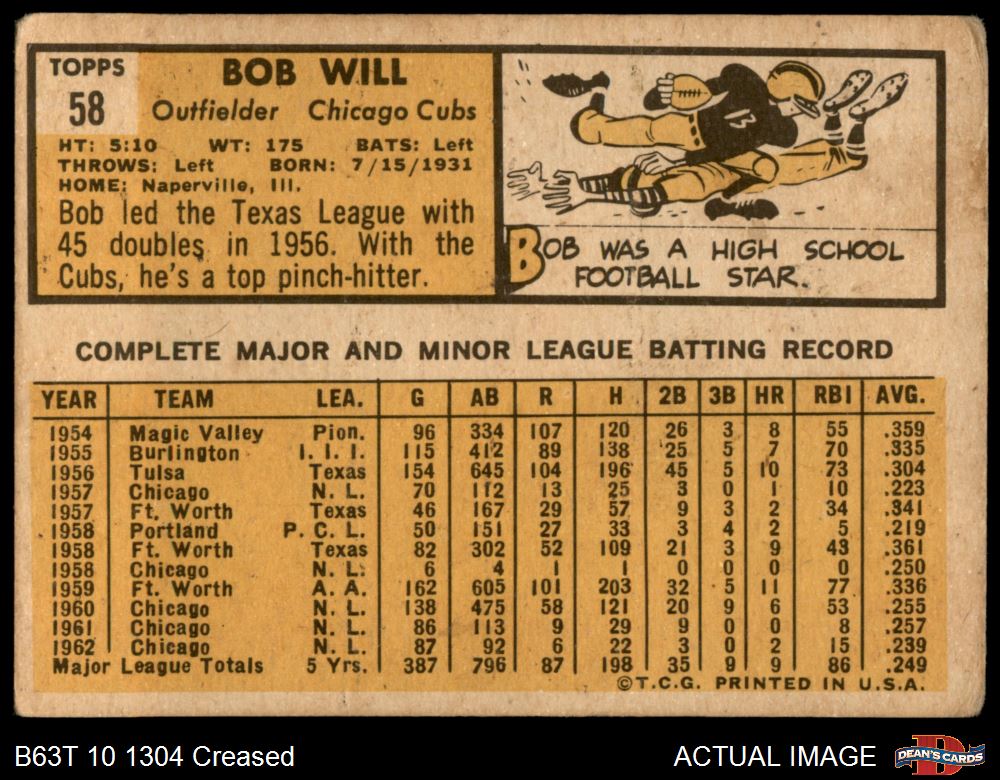 TOPPS
58
BOB WILL
Outfielder Chicago Cubs
HT: 5:10 WT: 175 BATS: Left
THROWS: Left BORN: 7/15/1931
HOME: Naperville, Ill.
Bob led the Texas League with
45 doubles in 1956. With the
Cubs, he's a top pinch-hitter.
13
BOB WAS A HIGH SCHOOL
FOOTBALL STAR.
COMPLETE MAJOR AND MINOR LEAGUE BATTING RECORD
YEAR TEAM LEA. G AB R H 2B 3B HR RBI AVG.
1954 Magic Valley Pion. 96 334 107 120 26 3 8 55 .359
1955 Burlington I. I. I. 115 412 89 138 25 5 7 70 .335
1956 Tulsa Texas 154 645 104 196 45 5 10 73 .304
1957 Chicago N. L. 70 112 13 25 3 0 1 10 .223
1957 Ft. Worth Texas 46 167 29 57 9 3 2 34 .341
1958 Portland P. C. L. 50 151 27 33 3 4 2 5 .219
1958 Ft. Worth Texas 82 302 52 109 21 3 9 43 .361
1958 Chicago N. L. 6 4 1 1 0 0 0 0 .250
1959 Ft. Worth A. A. 162 605 101 203 32 5 11 77 .336
1960 Chicago N. L. 138 475 58 121 20 9 6 53 .255
1961 Chicago N. L. 86 113 9 29 9 0 0 8 .257
1962 Chicago N. L. 87 92 6 22 3 0 2 15 .239
Major League Totals 5 Yrs. 387 796 87 198 35 9 9 86 .249
©T.C.G. PRINTED IN U.S.A.
B63T 10 1304 Creased
ACTUAL IMAGE
DEAN'S CARDS